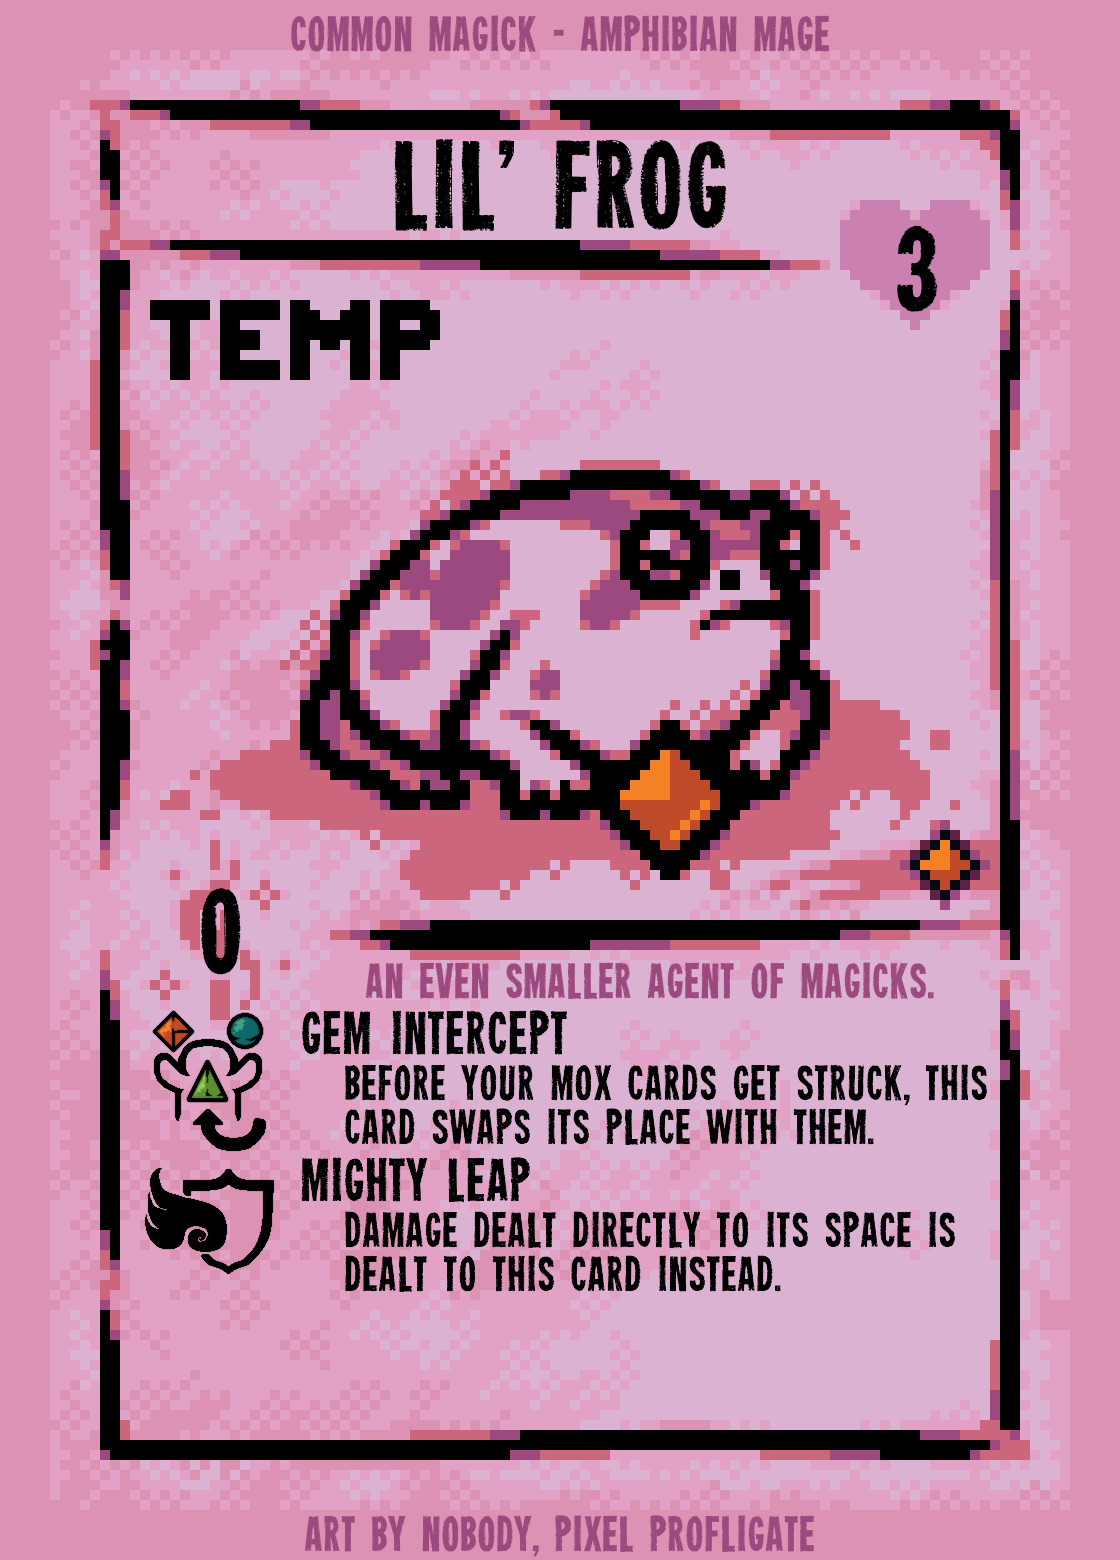 COMMON MAGICK - AMPHIBIAN MAGE
LIL' FROG
3
TEMP
0
AN EVEN SMALLER AGENT OF MAGICKS.
GEM INTERCEPT
BEFORE YOUR MOX CARDS GET STRUCK, THIS
CARD SWAPS ITS PLACE WITH THEM.
MIGHTY LEAP
DAMAGE DEALT DIRECTLY TO ITS SPACE IS
DEALT TO THIS CARD INSTEAD.
ART BY NOBODY, PIXEL PROFLIGATE